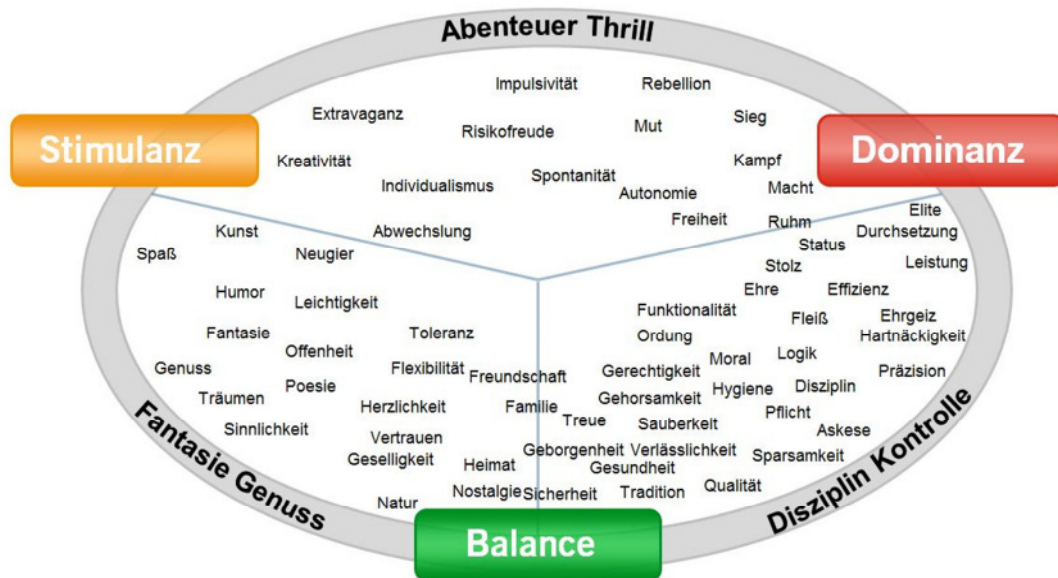 Abenteuer Thrill
Impulsivität
Rebellion
Extravaganz
Sieg
Risikofreude
Mut
Stimulanz
Dominanz
Kreativität
Kampf
Spontanität
Individualismus
Autonomie
Macht
Freiheit
Ruhm
Elite
Kunst
Abwechslung
Durchsetzung
Status
Spaß
Neugier
Stolz
Leistung
Humor
Leichtigkeit
Ehre
Effizienz
Funktionalität
Fleiß
Ehrgeiz
Fantasie
Toleranz
Ordung
Hartnäckigkeit
Offenheit
Moral
Logik
Genuss
Flexibilität
Freundschaft
Gerechtigkeit
Präzision
Träumen
Poesie
Hygiene
Disziplin
Herzlichkeit
Familie
Gehorsamkeit
Pflicht
Sinnlichkeit
Treue
Sauberkeit
Askese
Vertrauen
Geborgenheit
Verlässlichkeit
Sparsamkeit
Geselligkeit
Heimat
Gesundheit
Natur
Nostalgie
Sicherheit
Tradition
Qualität
Fantasie Genuss
Disziplin Kontrolle
Balance